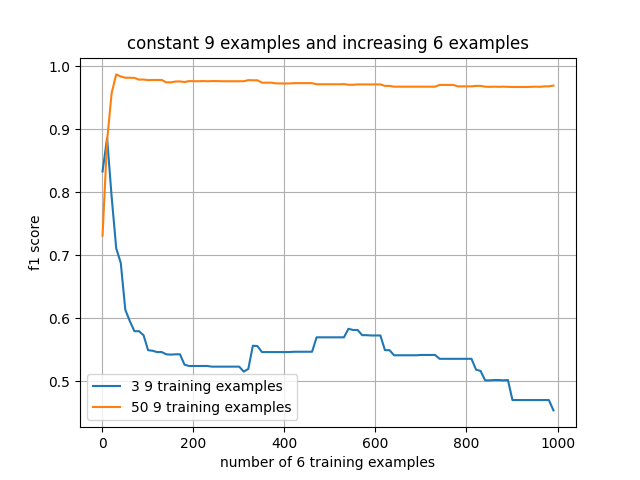 constant 9 examples and increasing 6 examples
1.0
0.9
0.8
0.7
0.6
0.5
f1 score
3 9 training examples
50 9 training examples
0 200 400 600 800 1000
number of 6 training examples